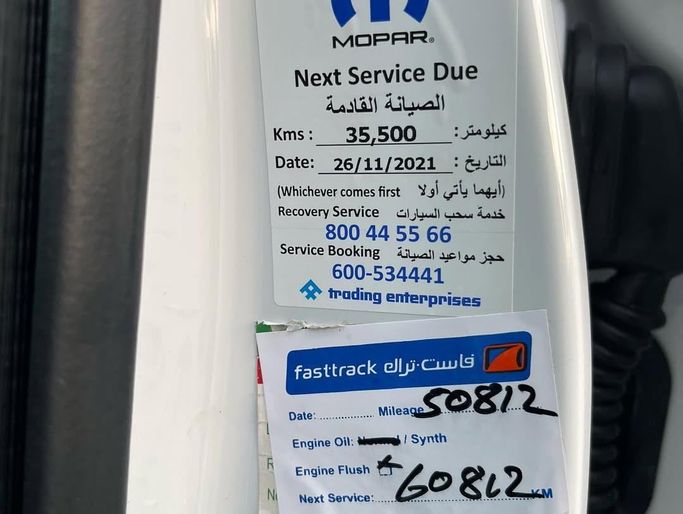 MOPAR®
Next Service Due
الصيانة القادمة
Kms : 35,500 كيلومتر:
Date: 26/11/2021 التاريخ :
(Whichever comes first أيهما يأتي أولا)
Recovery Service خدمة سحب السيارات
800 44 55 66
Service Booking حجز مواعيد الصيانة
600-534441
trading enterprises
fasttrack فاست·تراك
Date:................ Mileage 50812
Engine Oil: / Synth
Engine Flush
Next Service: 60812 KM